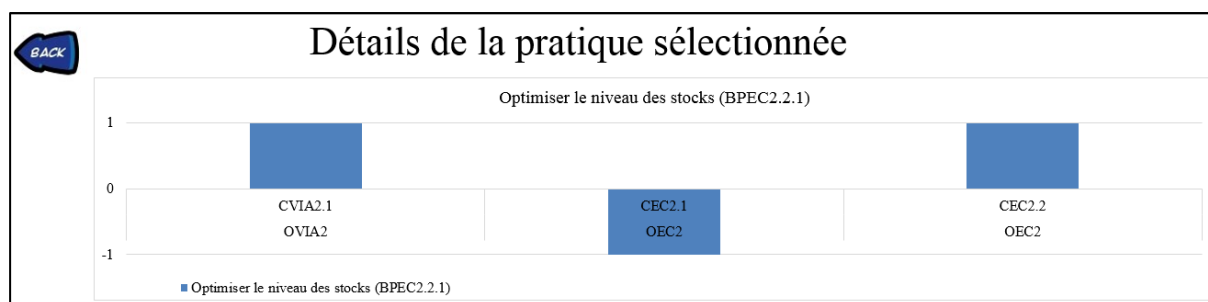 BACK
Détails de la pratique sélectionnée
Optimiser le niveau des stocks (BPEC2.2.1)
1
0
CVIA2.1 CEC2.1 CEC2.2
OVIA2 OEC2 OEC2
-1
Optimiser le niveau des stocks (BPEC2.2.1)